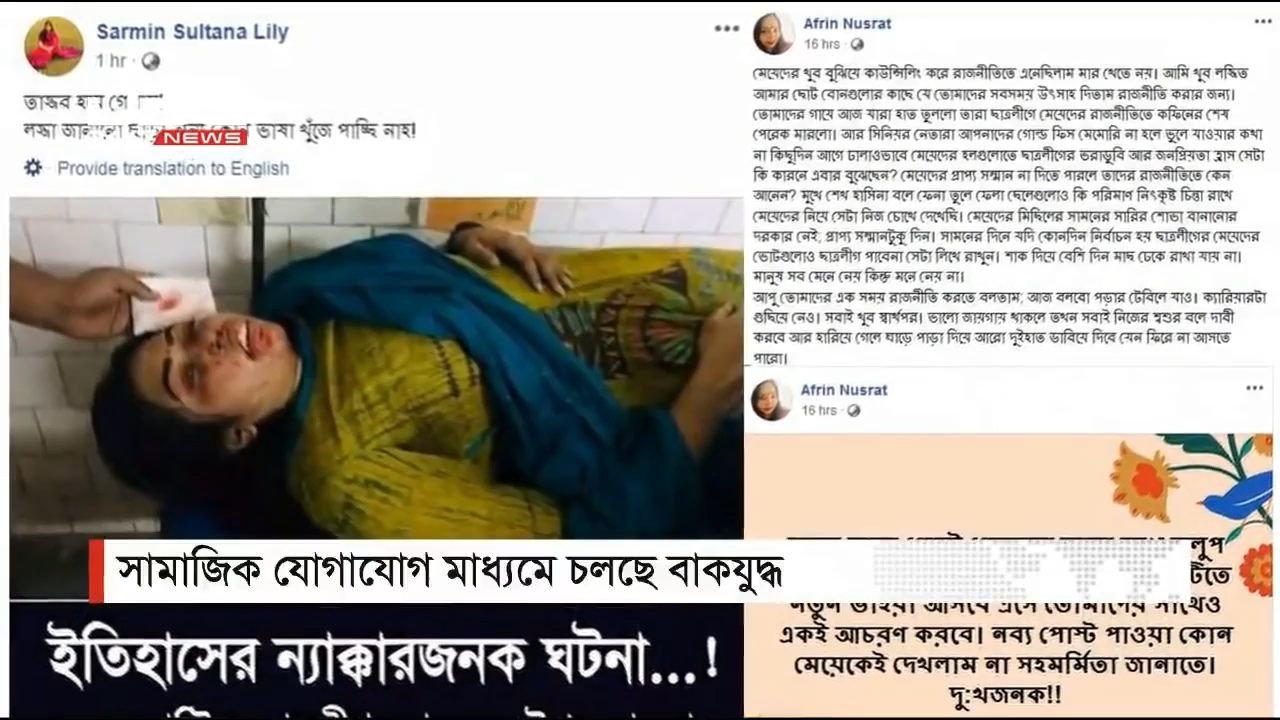 Sarmin Sultana Lily
1 hr
লজ্জা জানানো ভাষা খুঁজে পাচ্ছি নাহ!
NEWS
Provide translation to English
ইতিহাসের ন্যাক্কারজনক ঘটনা...!
সামাজিক যোগাযোগ মাধ্যমে চলছে বাকযুদ্ধ
Afrin Nusrat
16 hrs
মেয়েদের খুব বুঝিয়ে কাউন্সিলিং করে রাজনীতিতে এনেছিলাম মার খেতে নয়। আমি খুব লজ্জিত
আমার ছোট বোনগুলোর কাছে যে তোমাদের সবসময় উৎসাহ দিতাম রাজনীতি করার জন্য।
তোমাদের গায়ে আজ যারা হাত তুললো তারা ছাত্রলীগে মেয়েদের রাজনীতিতে কফিনের শেষ
পেরেক মারলো। আর সিনিয়র নেতারা আপনাদের গোল্ড ফিস মেমোরি না হলে ভুলে যাওয়ার কথা
না কিছুদিন আগে ঢালাওভাবে মেয়েদের হলগুলোতে ছাত্রলীগের ভরাডুবি আর জনপ্রিয়তা হ্রাস সেটা
কি কারনে এবার বুঝেছেন? মেয়েদের প্রাপ্য সম্মান না দিতে পারলে তাদের রাজনীতিতে কেন
আনেন? মুখে শেখ হাসিনা বলে ফেনা তুলে ফেলা ছেলেগুলাও কি পরিমাণ নিৎকৃষ্ট চিন্তা রাখে
মেয়েদের নিয়ে সেটা নিজ চোখে দেখেছি। মেয়েদের মিছিলের সামনের সারির শোভা বানানোর
দরকার নেই, প্রাপ্য সম্মানটুকু দিন। সামনের দিনে যদি কোনদিন নির্বাচন হয় ছাত্রলীগের মেয়েদের
ভোটগুলও ছাত্রলীগ পাবেনা সেটা লিখে রাখুন। শাক দিয়ে বেশি দিন মাছ ঢেকে রাখা যায় না।
মানুষ সব মেনে নেয় কিন্তু মনে নেয় না।
আপু তোমাদের এক সময় রাজনীতি করতে বলতাম, আজ বলবো পড়ার টেবিলে যাও। ক্যারিয়ারটা
গুছিয়ে নেও। সবাই খুব স্বার্থপর। ভালো জায়গায় থাকলে তখন সবাই নিজের শ্বশুর বলে দাবী
করবে আর হারিয়ে গেলে ঘাড়ে পাড়া দিয়ে আরো দুইহাত ডাবিয়ে দিবে যেন ফিরে না আসতে
পারো।
Afrin Nusrat
16 hrs
নতুন ভাইরা আসবে এসে তোমাদের সাথেও
একই আচরণ করবে। নব্য পোস্ট পাওয়া কোন
মেয়েকেই দেখলাম না সহমর্মিতা জানাতে।
দু:খজনক!!